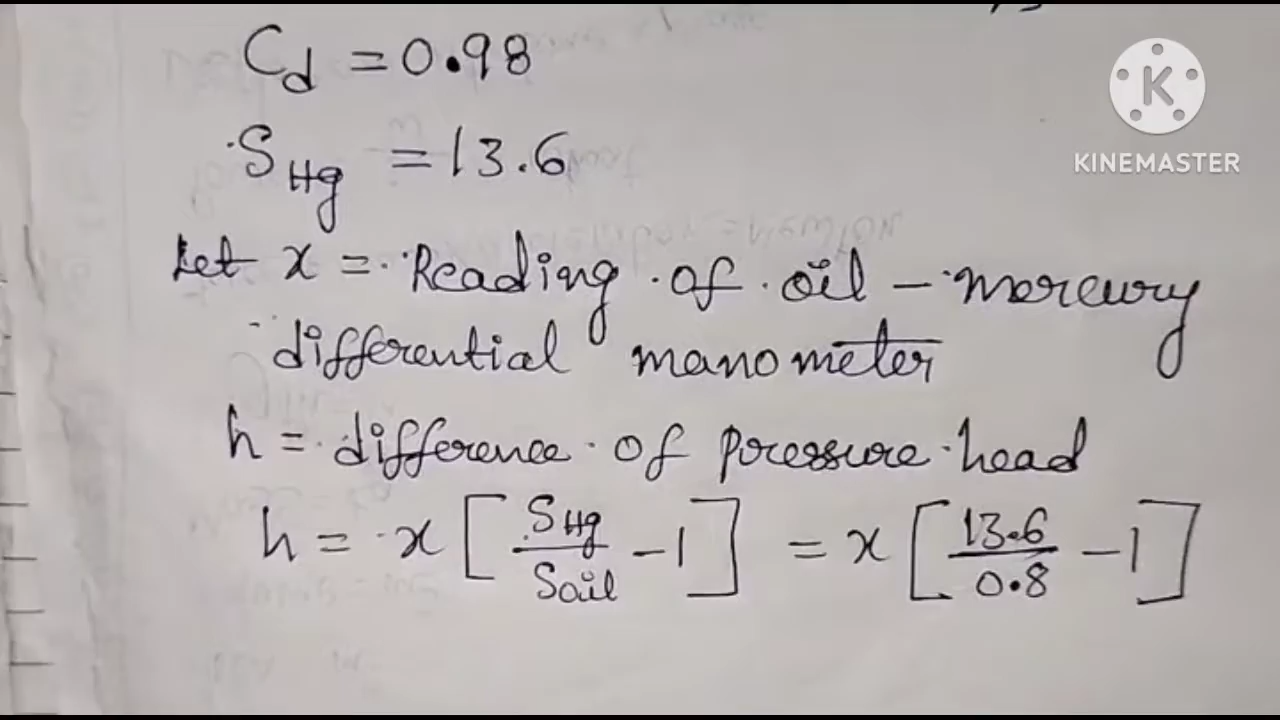 Cd = 0.98
K
KINEMASTER
SHg = 13.6
Let x = Reading of oil - mercury
differential manometer
h = difference of pressure head
h = x [ SHg / Soil - 1 ] = x [ 13.6 / 0.8 - 1 ]